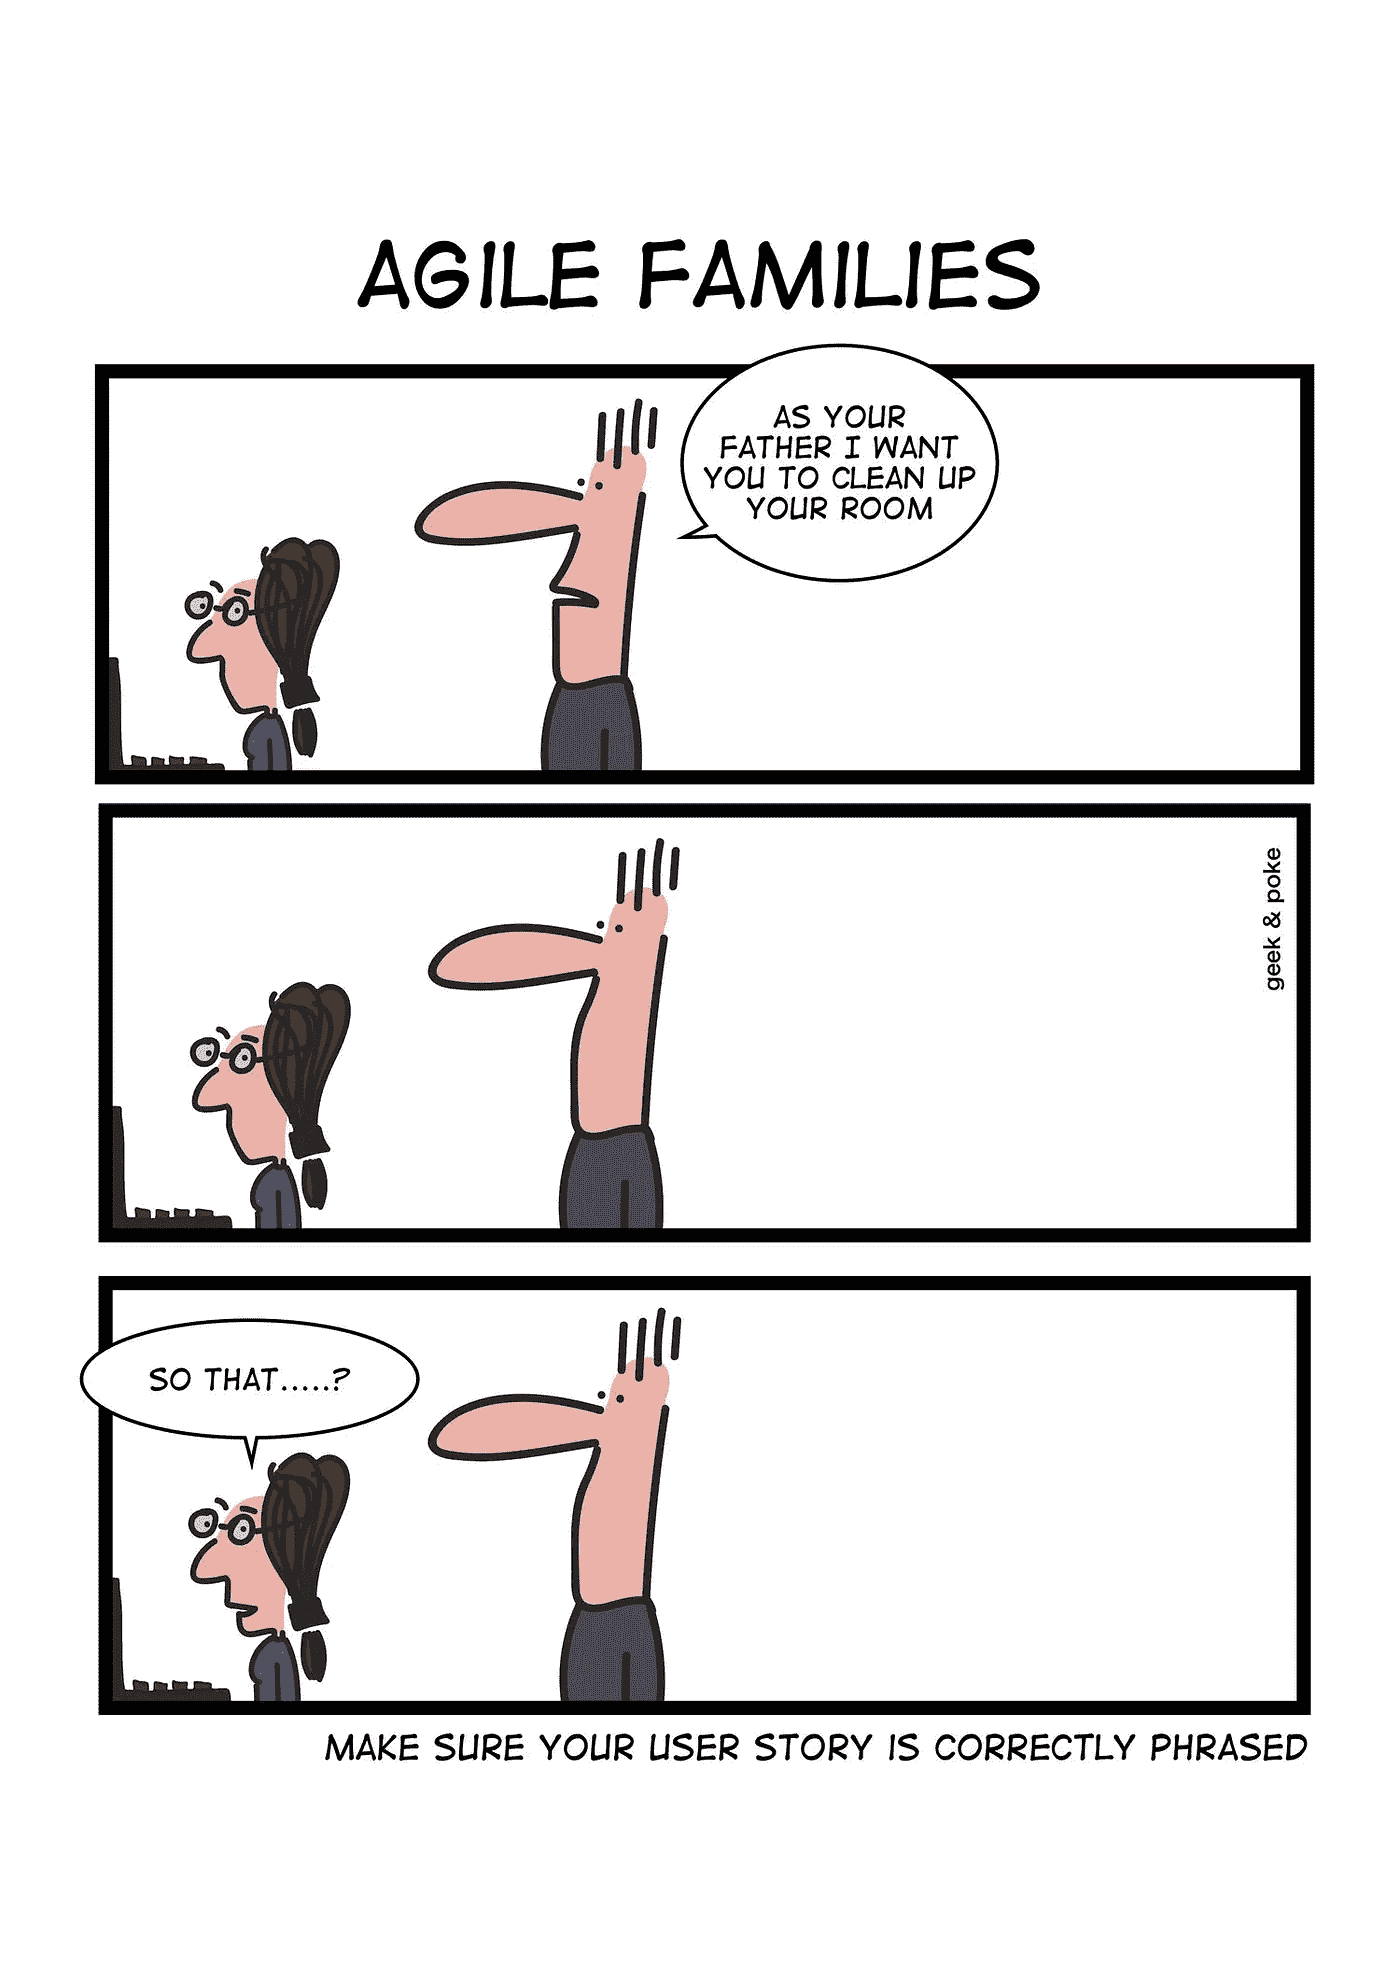 AGILE FAMILIES
AS YOUR
FATHER I WANT
YOU TO CLEAN UP
YOUR ROOM
geek & poke
SO THAT.....?
MAKE SURE YOUR USER STORY IS CORRECTLY PHRASED